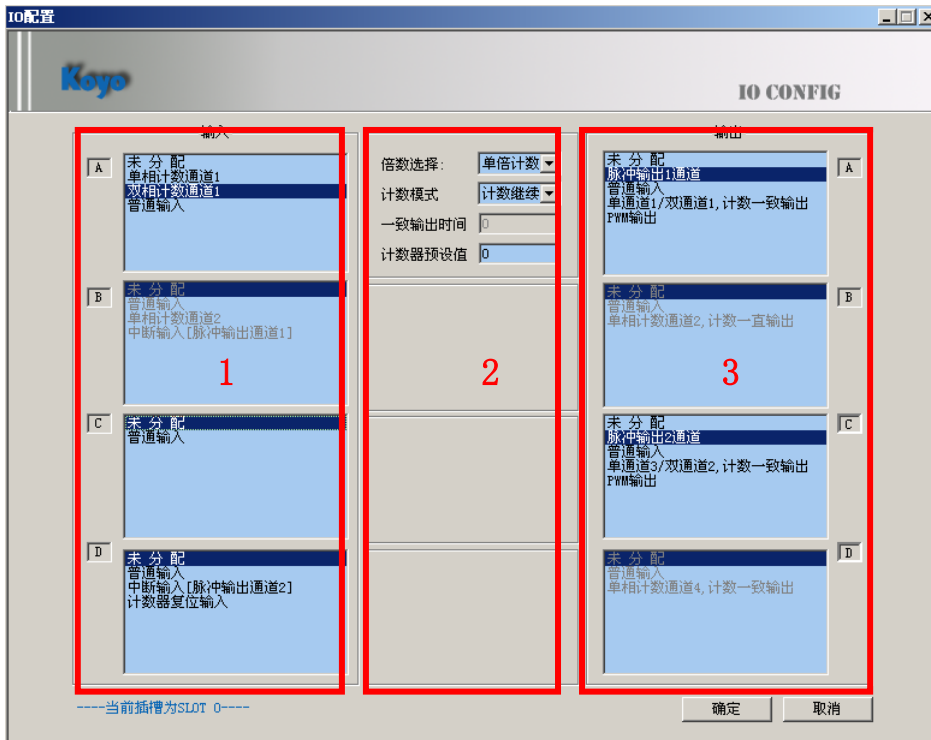 IO配置
Koyo
IO CONFIG
输入
输出
A
未 分 配
单相计数通道1
双相计数通道1
普通输入
倍数选择:
单倍计数
计数模式
计数继续
一致输出时间
0
计数器预设值
0
未 分 配
脉冲输出1通道
普通输入
单通道1/双通道1,计数一致输出
PWM输出
A
B
未 分 配
普通输入
单相计数通道2
中断输入[脉冲输出通道1]
1
2
未 分 配
普通输入
单相计数通道2,计数一直输出
3
B
C
未 分 配
普通输入
未 分 配
脉冲输出2通道
普通输入
单通道3/双通道2,计数一致输出
PWM输出
C
D
未 分 配
普通输入
中断输入[脉冲输出通道2]
计数器复位输入
未 分 配
普通输入
单相计数通道4,计数一致输出
D
----当前插槽为SLOT 0----
确定
取消